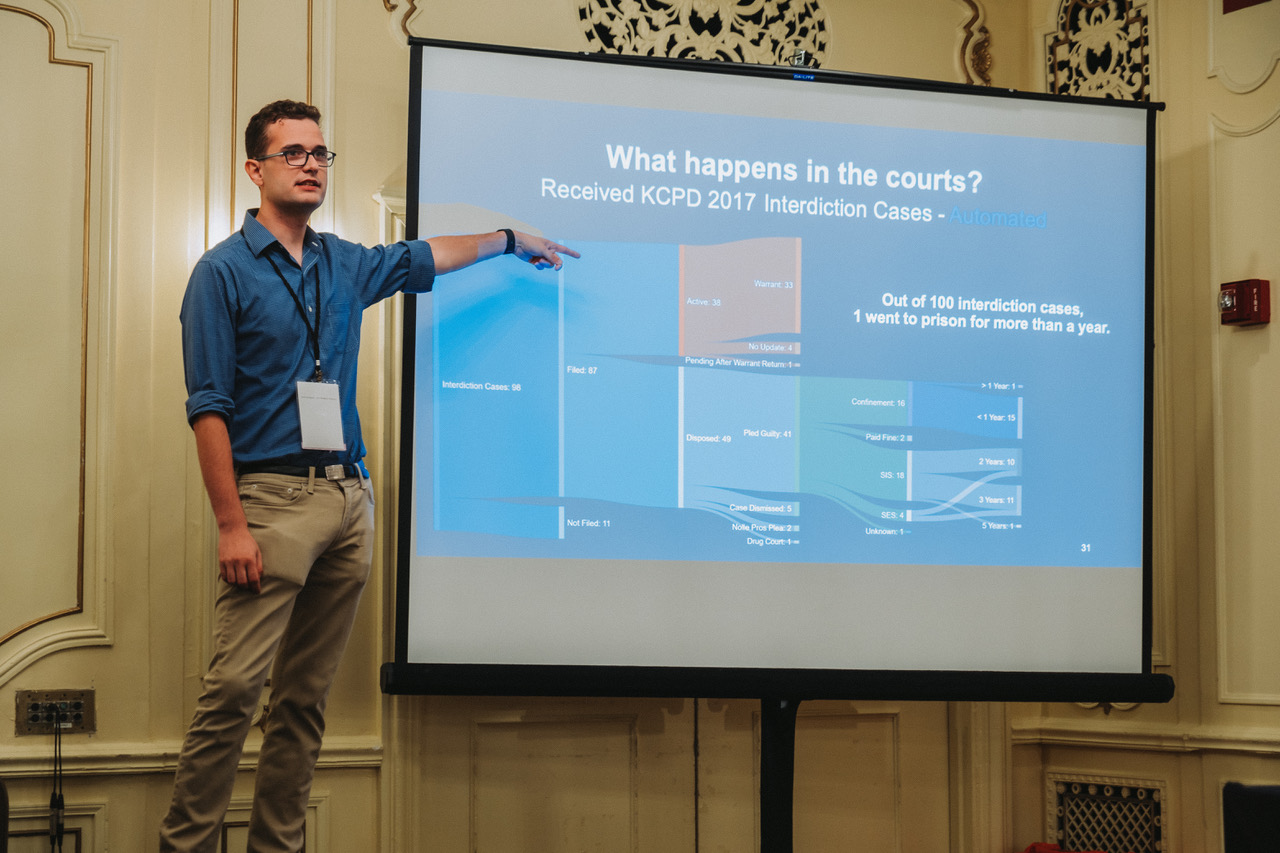 What happens in the courts?
Received KCPD 2017 Interdiction Cases - Automated
Warrant: 33
Active: 38
Out of 100 interdiction cases,
1 went to prison for more than a year.
No Update: 4
Pending After Warrant Return: 1
Filed: 87
Interdiction Cases: 98
> 1 Year: 1
Confinement: 16
< 1 Year: 15
Disposed: 49
Pled Guilty: 41
Paid Fine: 2
2 Years: 10
SIS: 18
3 Years: 11
Case Dismissed: 5
SES: 4
Not Filed: 11
Nolle Pros Plea: 2
5 Years: 1
Unknown: 1
Drug Court: 1
31
FIRE